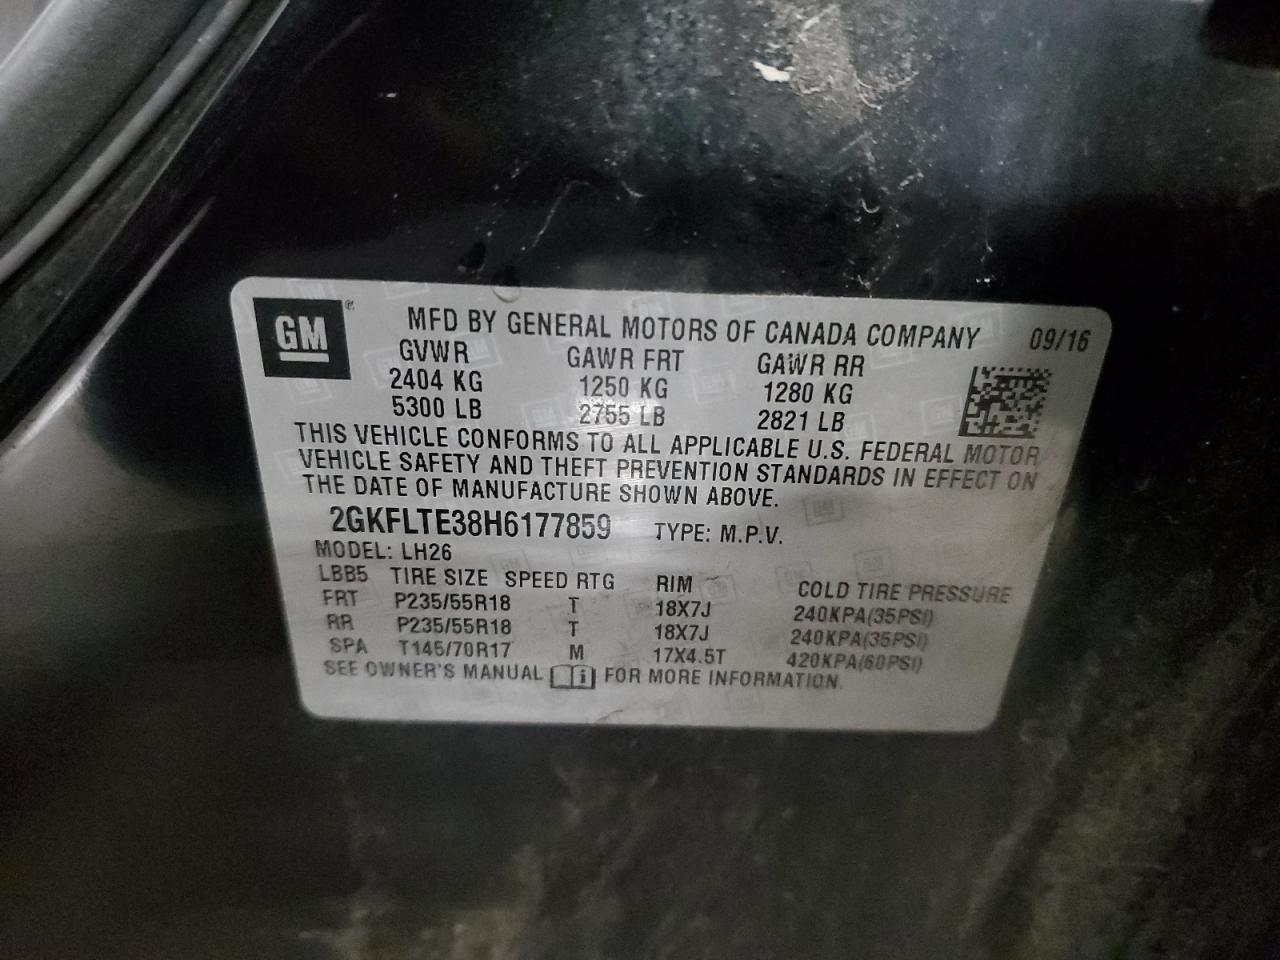 GM®
MFD BY GENERAL MOTORS OF CANADA COMPANY 09/16
GVWR GAWR FRT GAWR RR
2404 KG 1250 KG 1280 KG
5300 LB 2755 LB 2821 LB
THIS VEHICLE CONFORMS TO ALL APPLICABLE U.S. FEDERAL MOTOR
VEHICLE SAFETY AND THEFT PREVENTION STANDARDS IN EFFECT ON
THE DATE OF MANUFACTURE SHOWN ABOVE.
2GKFLTE38H6177859 TYPE: M.P.V.
MODEL: LH26
LBB5 TIRE SIZE SPEED RTG RIM COLD TIRE PRESSURE
FRT P235/55R18 T 18X7J 240KPA(35PSI)
RR P235/55R18 T 18X7J 240KPA(35PSI)
SPA T145/70R17 M 17X4.5T 420KPA(60PSI)
SEE OWNER'S MANUAL i FOR MORE INFORMATION.